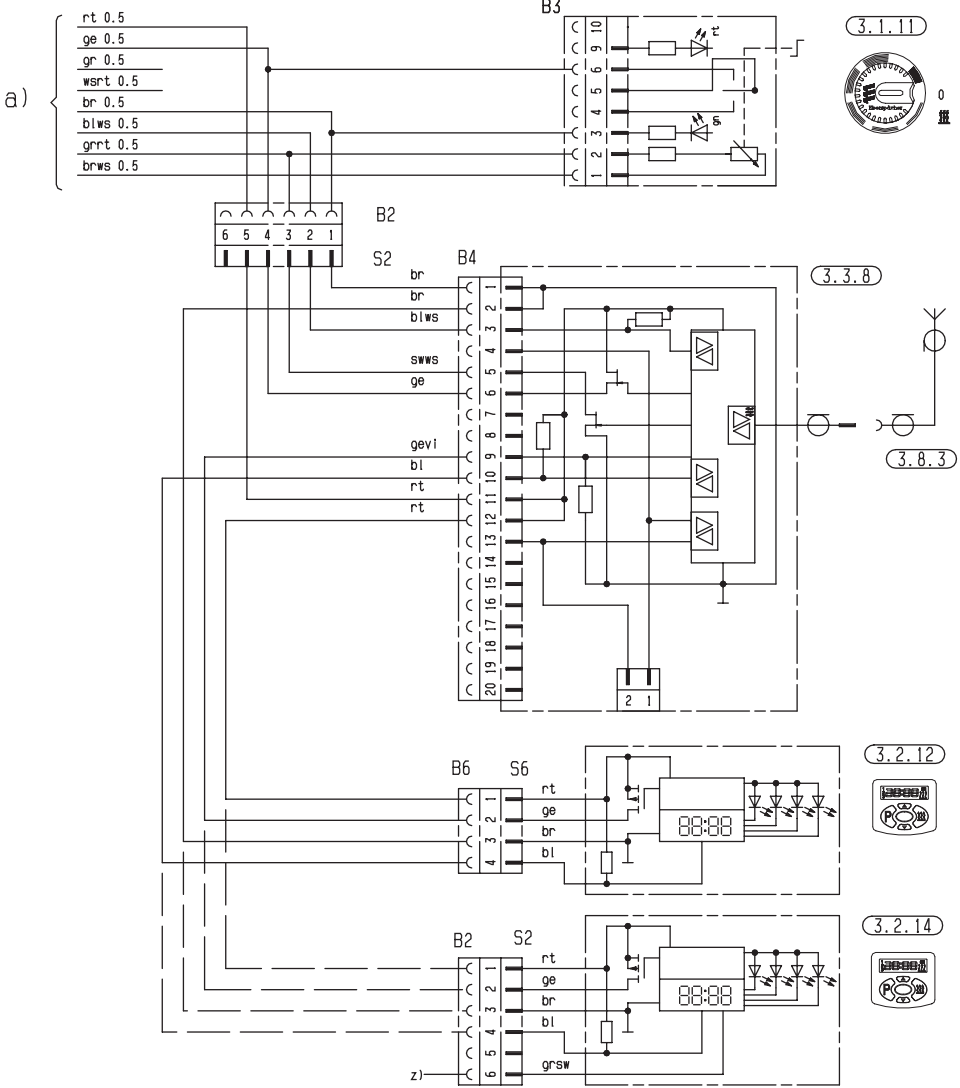 B3
rt 0.5
ge 0.5
gr 0.5
wsrt 0.5
br 0.5
blws 0.5
grrt 0.5
brws 0.5
a)
10
9
6
5
4
3
2
1
rt
gr
3.1.11
0
B2
6 5 4 3 2 1
S2
B4
br
br
blws
swws
ge
gevi
bl
rt
rt
1
2
3
4
5
6
7
8
9
10
11
12
13
14
15
16
17
18
19
20
3.3.8
3.8.3
2 1
B6
S6
1
2
3
4
rt
ge
br
bl
88:88
3.2.12
P
B2
S2
1
2
3
4
5
6
rt
ge
br
bl
grsw
z)
88:88
3.2.14
P